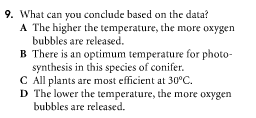 9. What can you conclude based on the data?
A The higher the temperature, the more oxygen
bubbles are released.
B There is an optimum temperature for photo-
synthesis in this species of conifer.
C All plants are most efficient at 30°C.
D The lower the temperature, the more oxygen
bubbles are released.